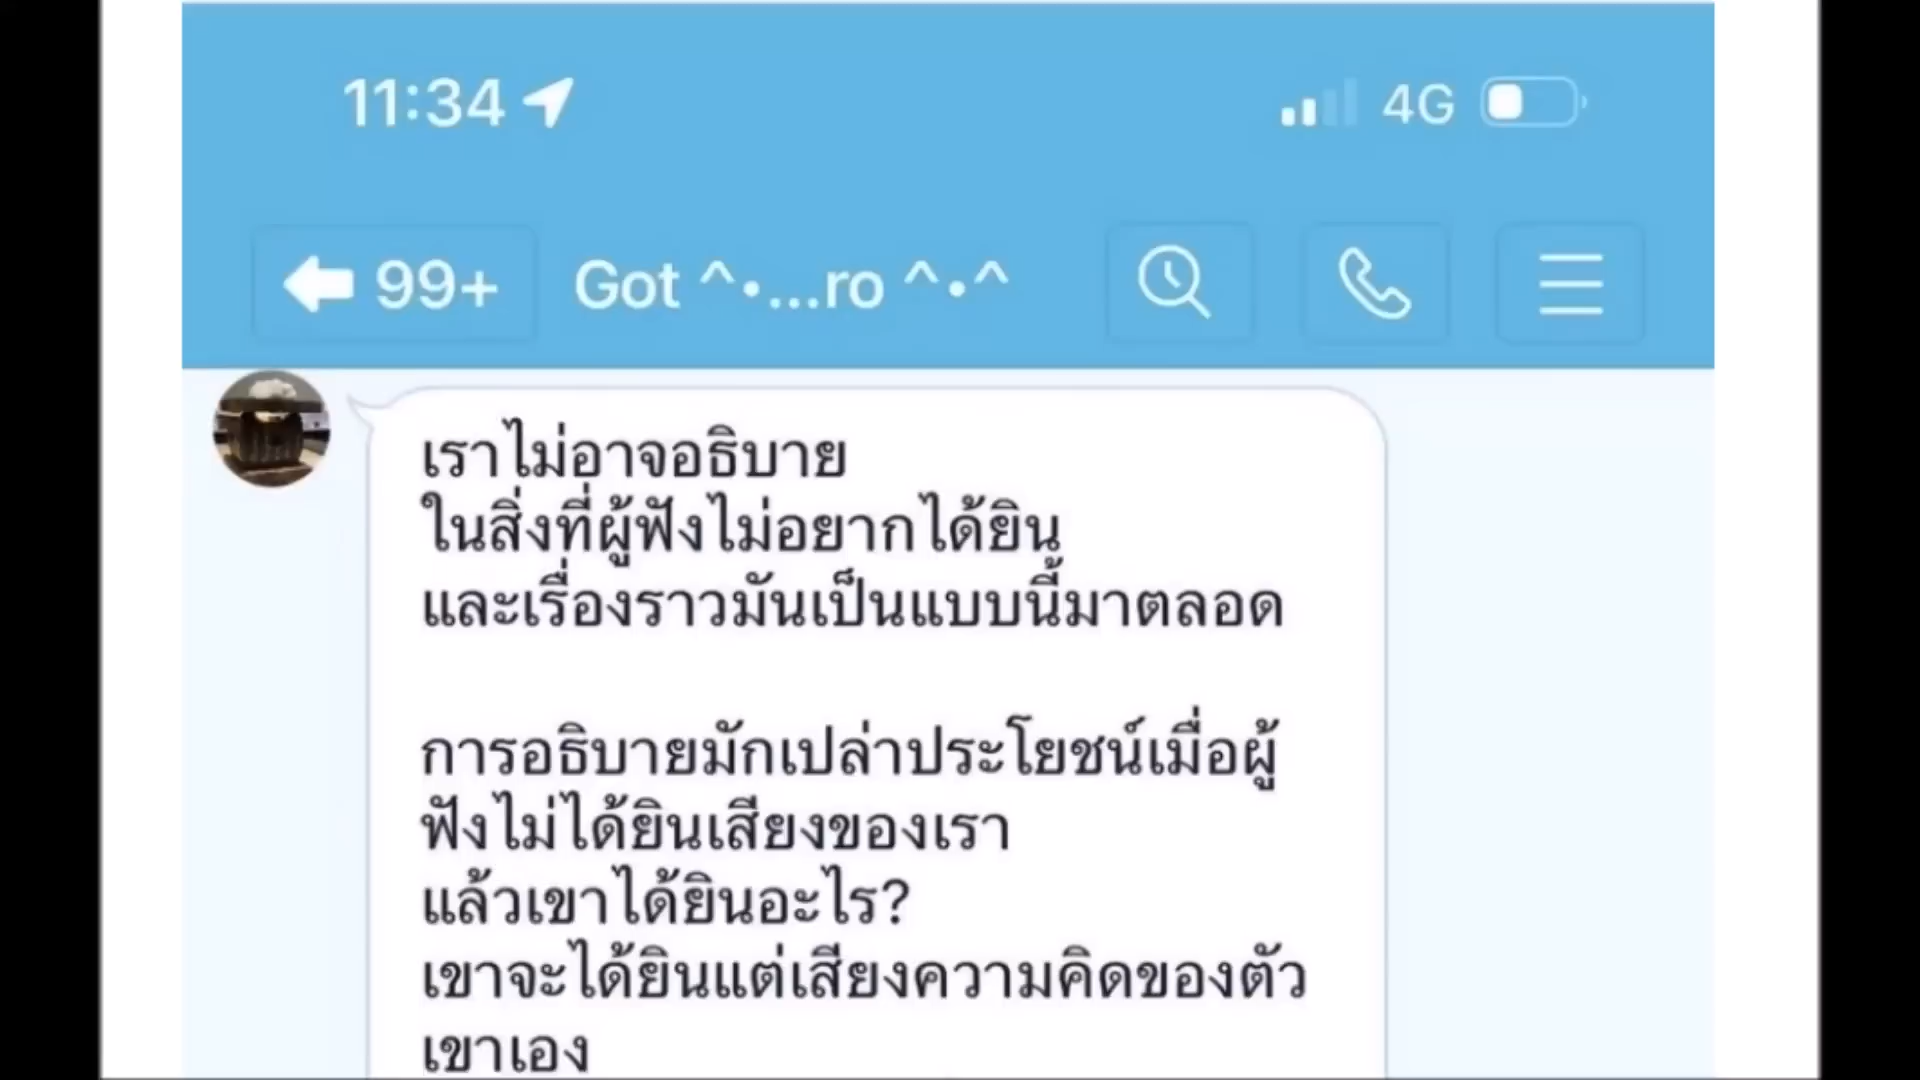 11:34 4G
99+ Got ^•...ro ^•^
เราไม่อาจอธิบาย
ในสิ่งที่ผู้ฟังไม่อยากได้ยิน
และเรื่องราวมันเป็นแบบนี้มาตลอด
การอธิบายมักเปล่าประโยชน์เมื่อผู้
ฟังไม่ได้ยินเสียงของเรา
แล้วเขาได้ยินอะไร?
เขาจะได้ยินแต่เสียงความคิดของตัว
เขาเอง